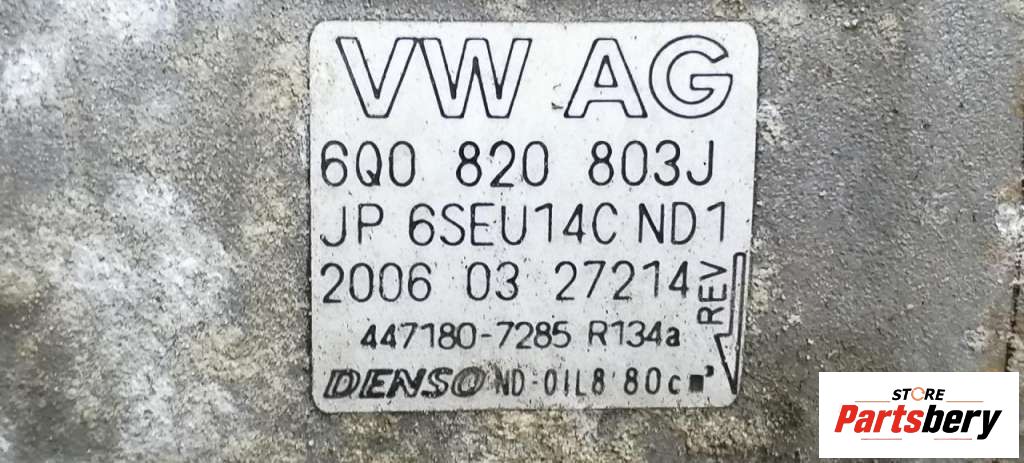 VW AG
6Q0 820 803J
JP 6SEU14C ND1
2006 03 27214
REV
447180-7285 R134a
DENSO ND-OIL8 80cm³
STORE
Partsbery